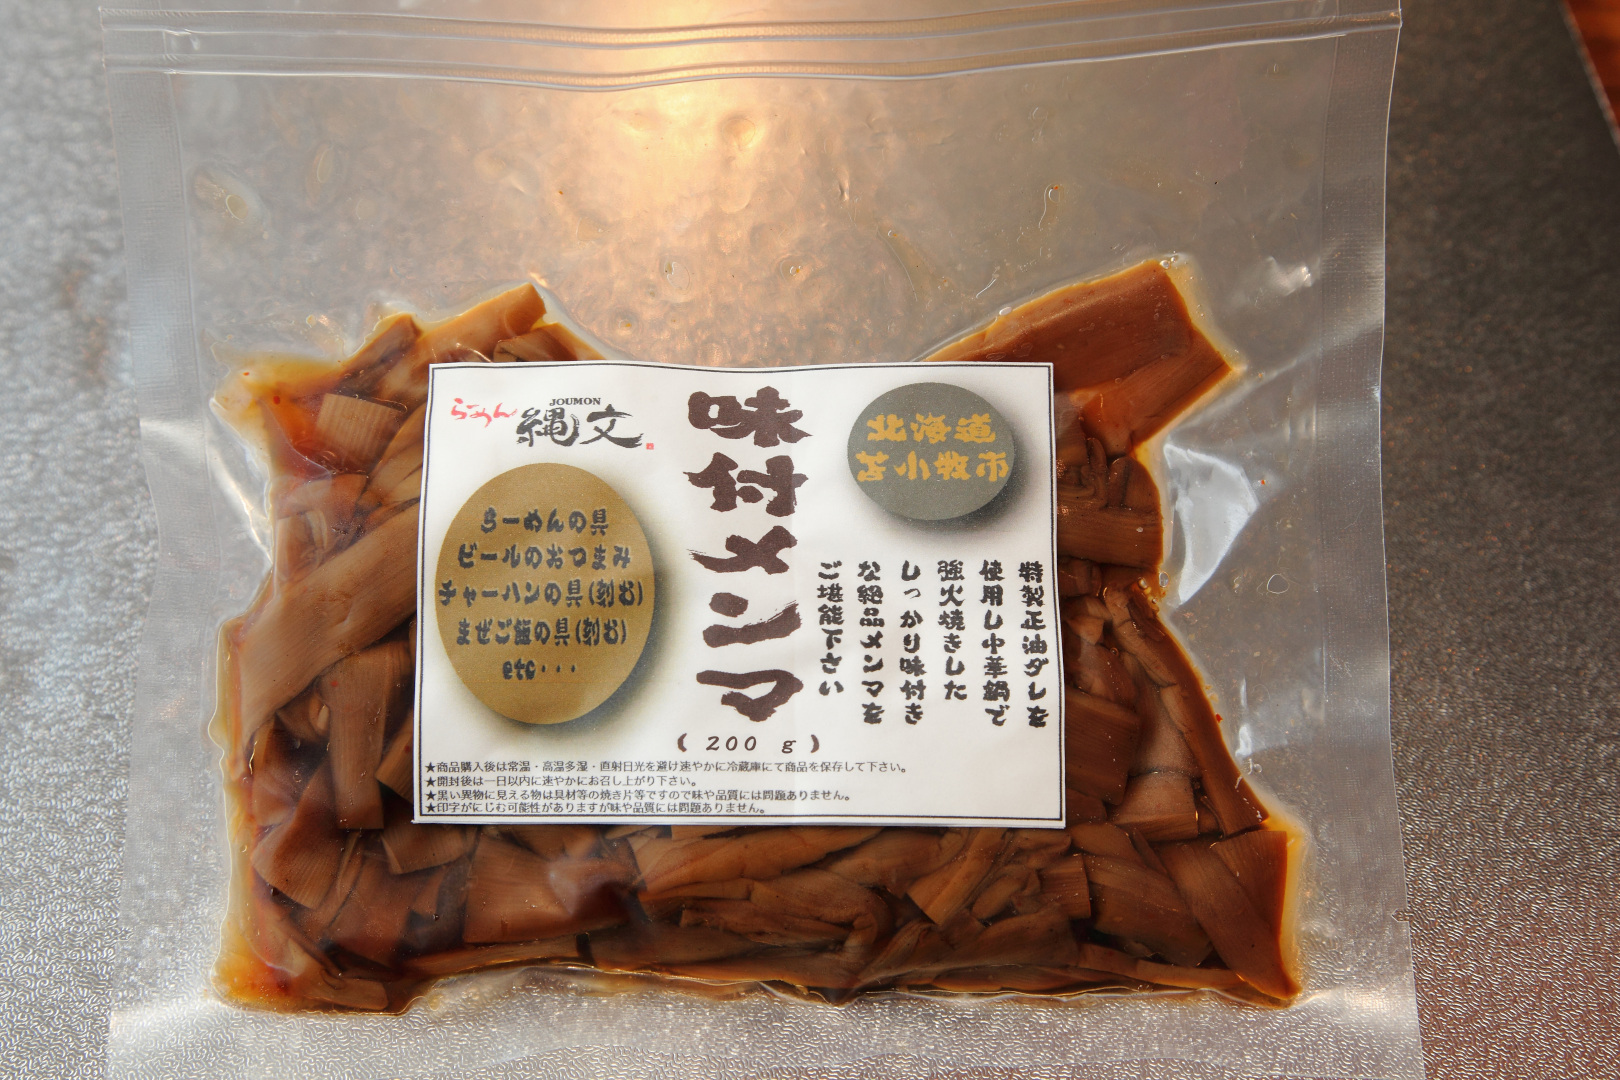 らーめん
JOUMON
縄文
味付メンマ
北海道
苫小牧市
らーめんの具
ビールのおつまみ
チャーハンの具(刻む)
まぜご飯の具(刻む)
etc・・・
特製正油ダレを
使用し中華鍋で
強火焼きした
しっかり味付き
な絶品メンマを
ご堪能下さい
(200 g)
★商品購入後は常温・高温多湿・直射日光を避け速やかに冷蔵庫にて商品を保存して下さい。
★開封後は一日以内に速やかにお召し上がり下さい。
★黒い異物に見える物は具材等の焼き片等ですので味や品質には問題ありません。
★印字がにじむ可能性がありますが味や品質には問題ありません。